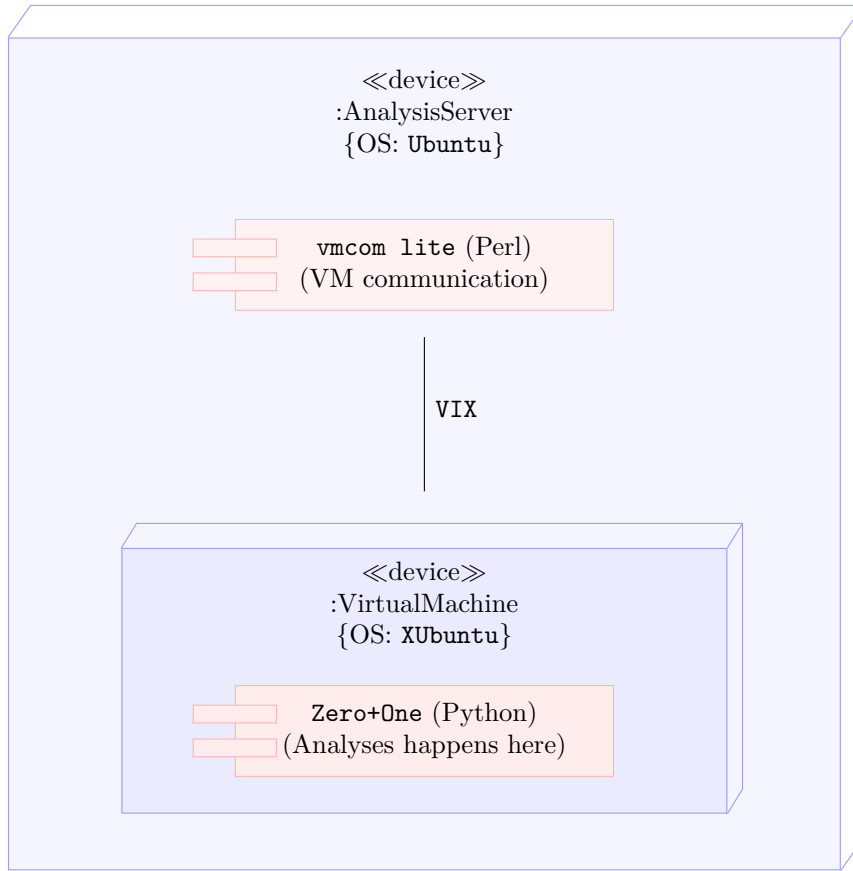 ≪device≫
:AnalysisServer
{OS: Ubuntu}
vmcom lite (Perl)
(VM communication)
VIX
≪device≫
:VirtualMachine
{OS: XUbuntu}
Zero+One (Python)
(Analyses happens here)